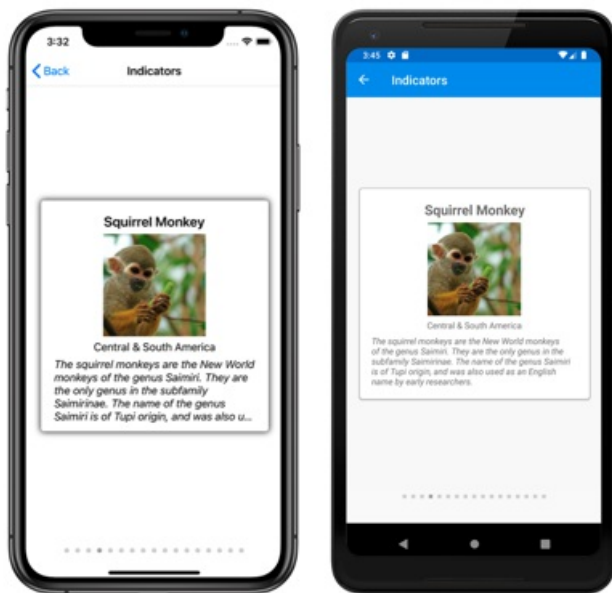 3:32
Back
Indicators
Squirrel Monkey
Central & South America
The squirrel monkeys are the New World
monkeys of the genus Saimiri. They are
the only genus in the subfamily
Saimirinae. The name of the genus
Saimiri is of Tupi origin, and was also u...
3:45
Indicators
Squirrel Monkey
Central & South America
The squirrel monkeys are the New World monkeys
of the genus Saimiri. They are the only genus in the
subfamily Saimirinae. The name of the genus Saimiri
is of Tupi origin, and was also used as an English
name by early researchers.